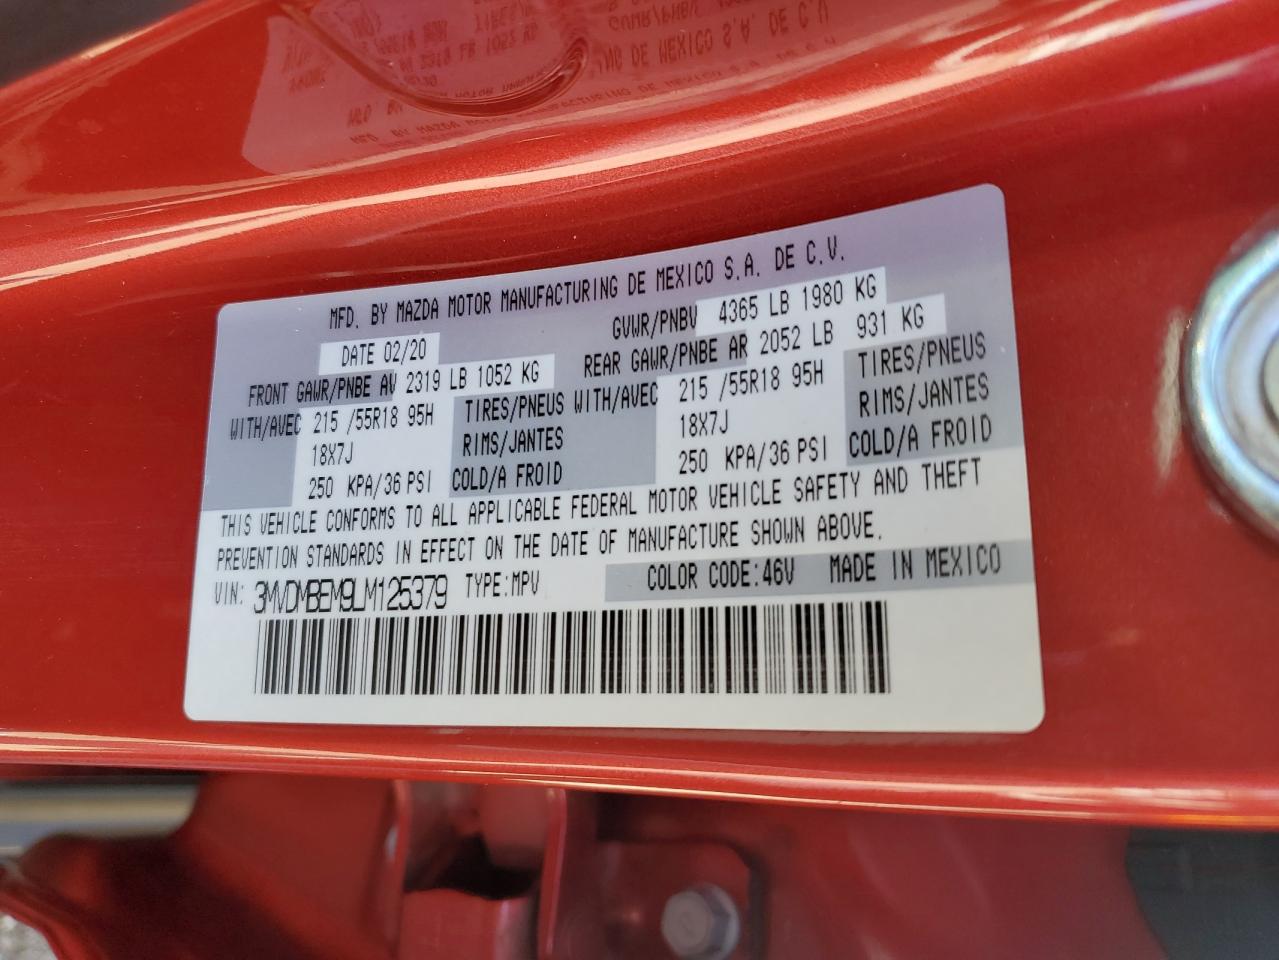 MFD. BY MAZDA MOTOR MANUFACTURING DE MEXICO S.A. DE C.V.
DATE 02/20 GVWR/PNBV 4365 LB 1980 KG
FRONT GAWR/PNBE AV 2319 LB 1052 KG REAR GAWR/PNBE AR 2052 LB 931 KG
WITH/AVEC 215 /55R18 95H TIRES/PNEUS WITH/AVEC 215 /55R18 95H TIRES/PNEUS
18X7J RIMS/JANTES 18X7J RIMS/JANTES
250 KPA/36 PSI COLD/A FROID 250 KPA/36 PSI COLD/A FROID
THIS VEHICLE CONFORMS TO ALL APPLICABLE FEDERAL MOTOR VEHICLE SAFETY AND THEFT
PREVENTION STANDARDS IN EFFECT ON THE DATE OF MANUFACTURE SHOWN ABOVE.
VIN: 3MVDMBEM9LM125379 TYPE:MPV COLOR CODE:46V MADE IN MEXICO